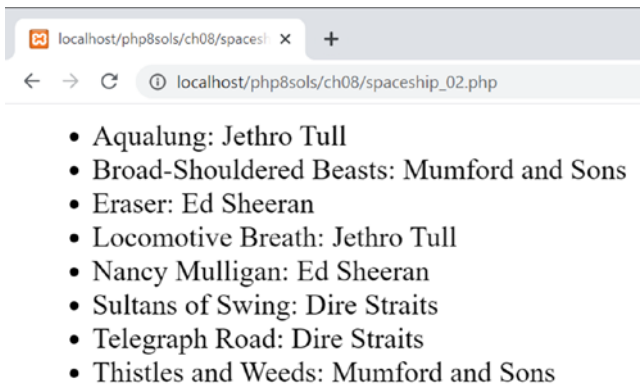 localhost/php8sols/ch08/spacesh
localhost/php8sols/ch08/spaceship_02.php
• Aqualung: Jethro Tull
• Broad-Shouldered Beasts: Mumford and Sons
• Eraser: Ed Sheeran
• Locomotive Breath: Jethro Tull
• Nancy Mulligan: Ed Sheeran
• Sultans of Swing: Dire Straits
• Telegraph Road: Dire Straits
• Thistles and Weeds: Mumford and Sons